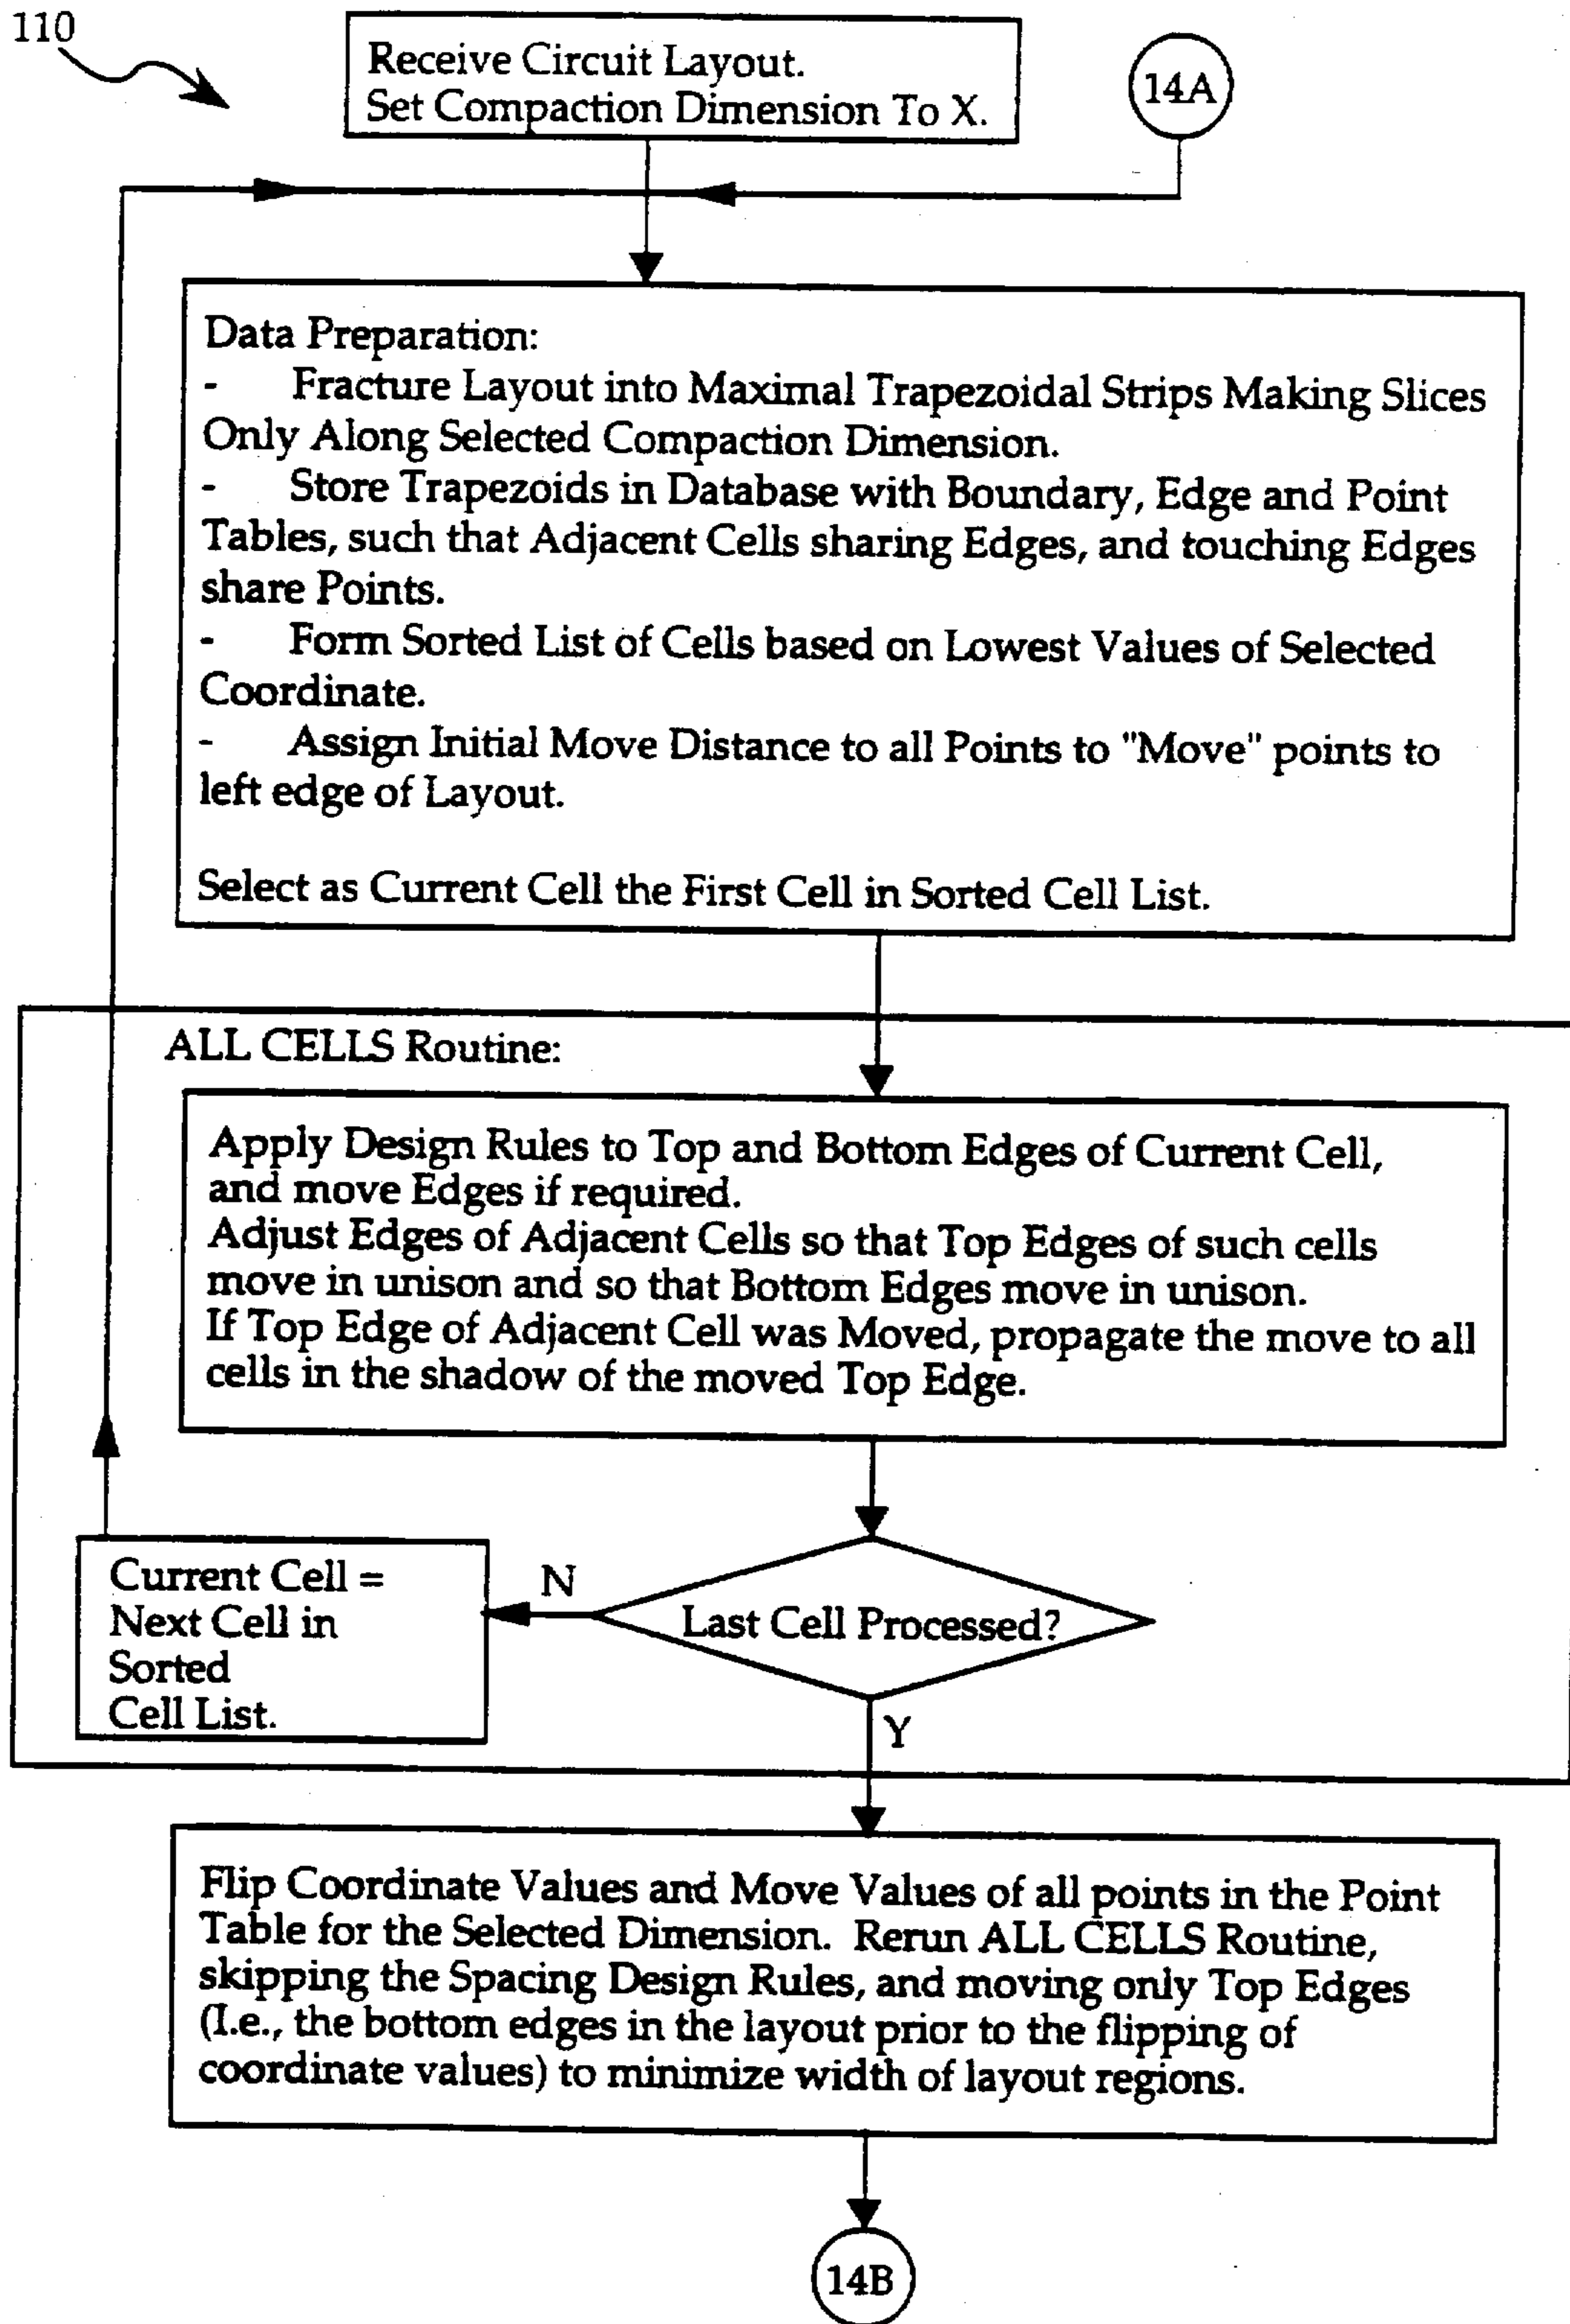 110
Receive Circuit Layout.
Set Compaction Dimension To X.
14A
Data Preparation:
- Fracture Layout into Maximal Trapezoidal Strips Making Slices
Only Along Selected Compaction Dimension.
- Store Trapezoids in Database with Boundary, Edge and Point
Tables, such that Adjacent Cells sharing Edges, and touching Edges
share Points.
- Form Sorted List of Cells based on Lowest Values of Selected
Coordinate.
- Assign Initial Move Distance to all Points to "Move" points to
left edge of Layout.
Select as Current Cell the First Cell in Sorted Cell List.
ALL CELLS Routine:
Apply Design Rules to Top and Bottom Edges of Current Cell,
and move Edges if required.
Adjust Edges of Adjacent Cells so that Top Edges of such cells
move in unison and so that Bottom Edges move in unison.
If Top Edge of Adjacent Cell was Moved, propagate the move to all
cells in the shadow of the moved Top Edge.
Current Cell =
Next Cell in
Sorted
Cell List.
N
Last Cell Processed?
Y
Flip Coordinate Values and Move Values of all points in the Point
Table for the Selected Dimension. Rerun ALL CELLS Routine,
skipping the Spacing Design Rules, and moving only Top Edges
(I.e., the bottom edges in the layout prior to the flipping of
coordinate values) to minimize width of layout regions.
14B